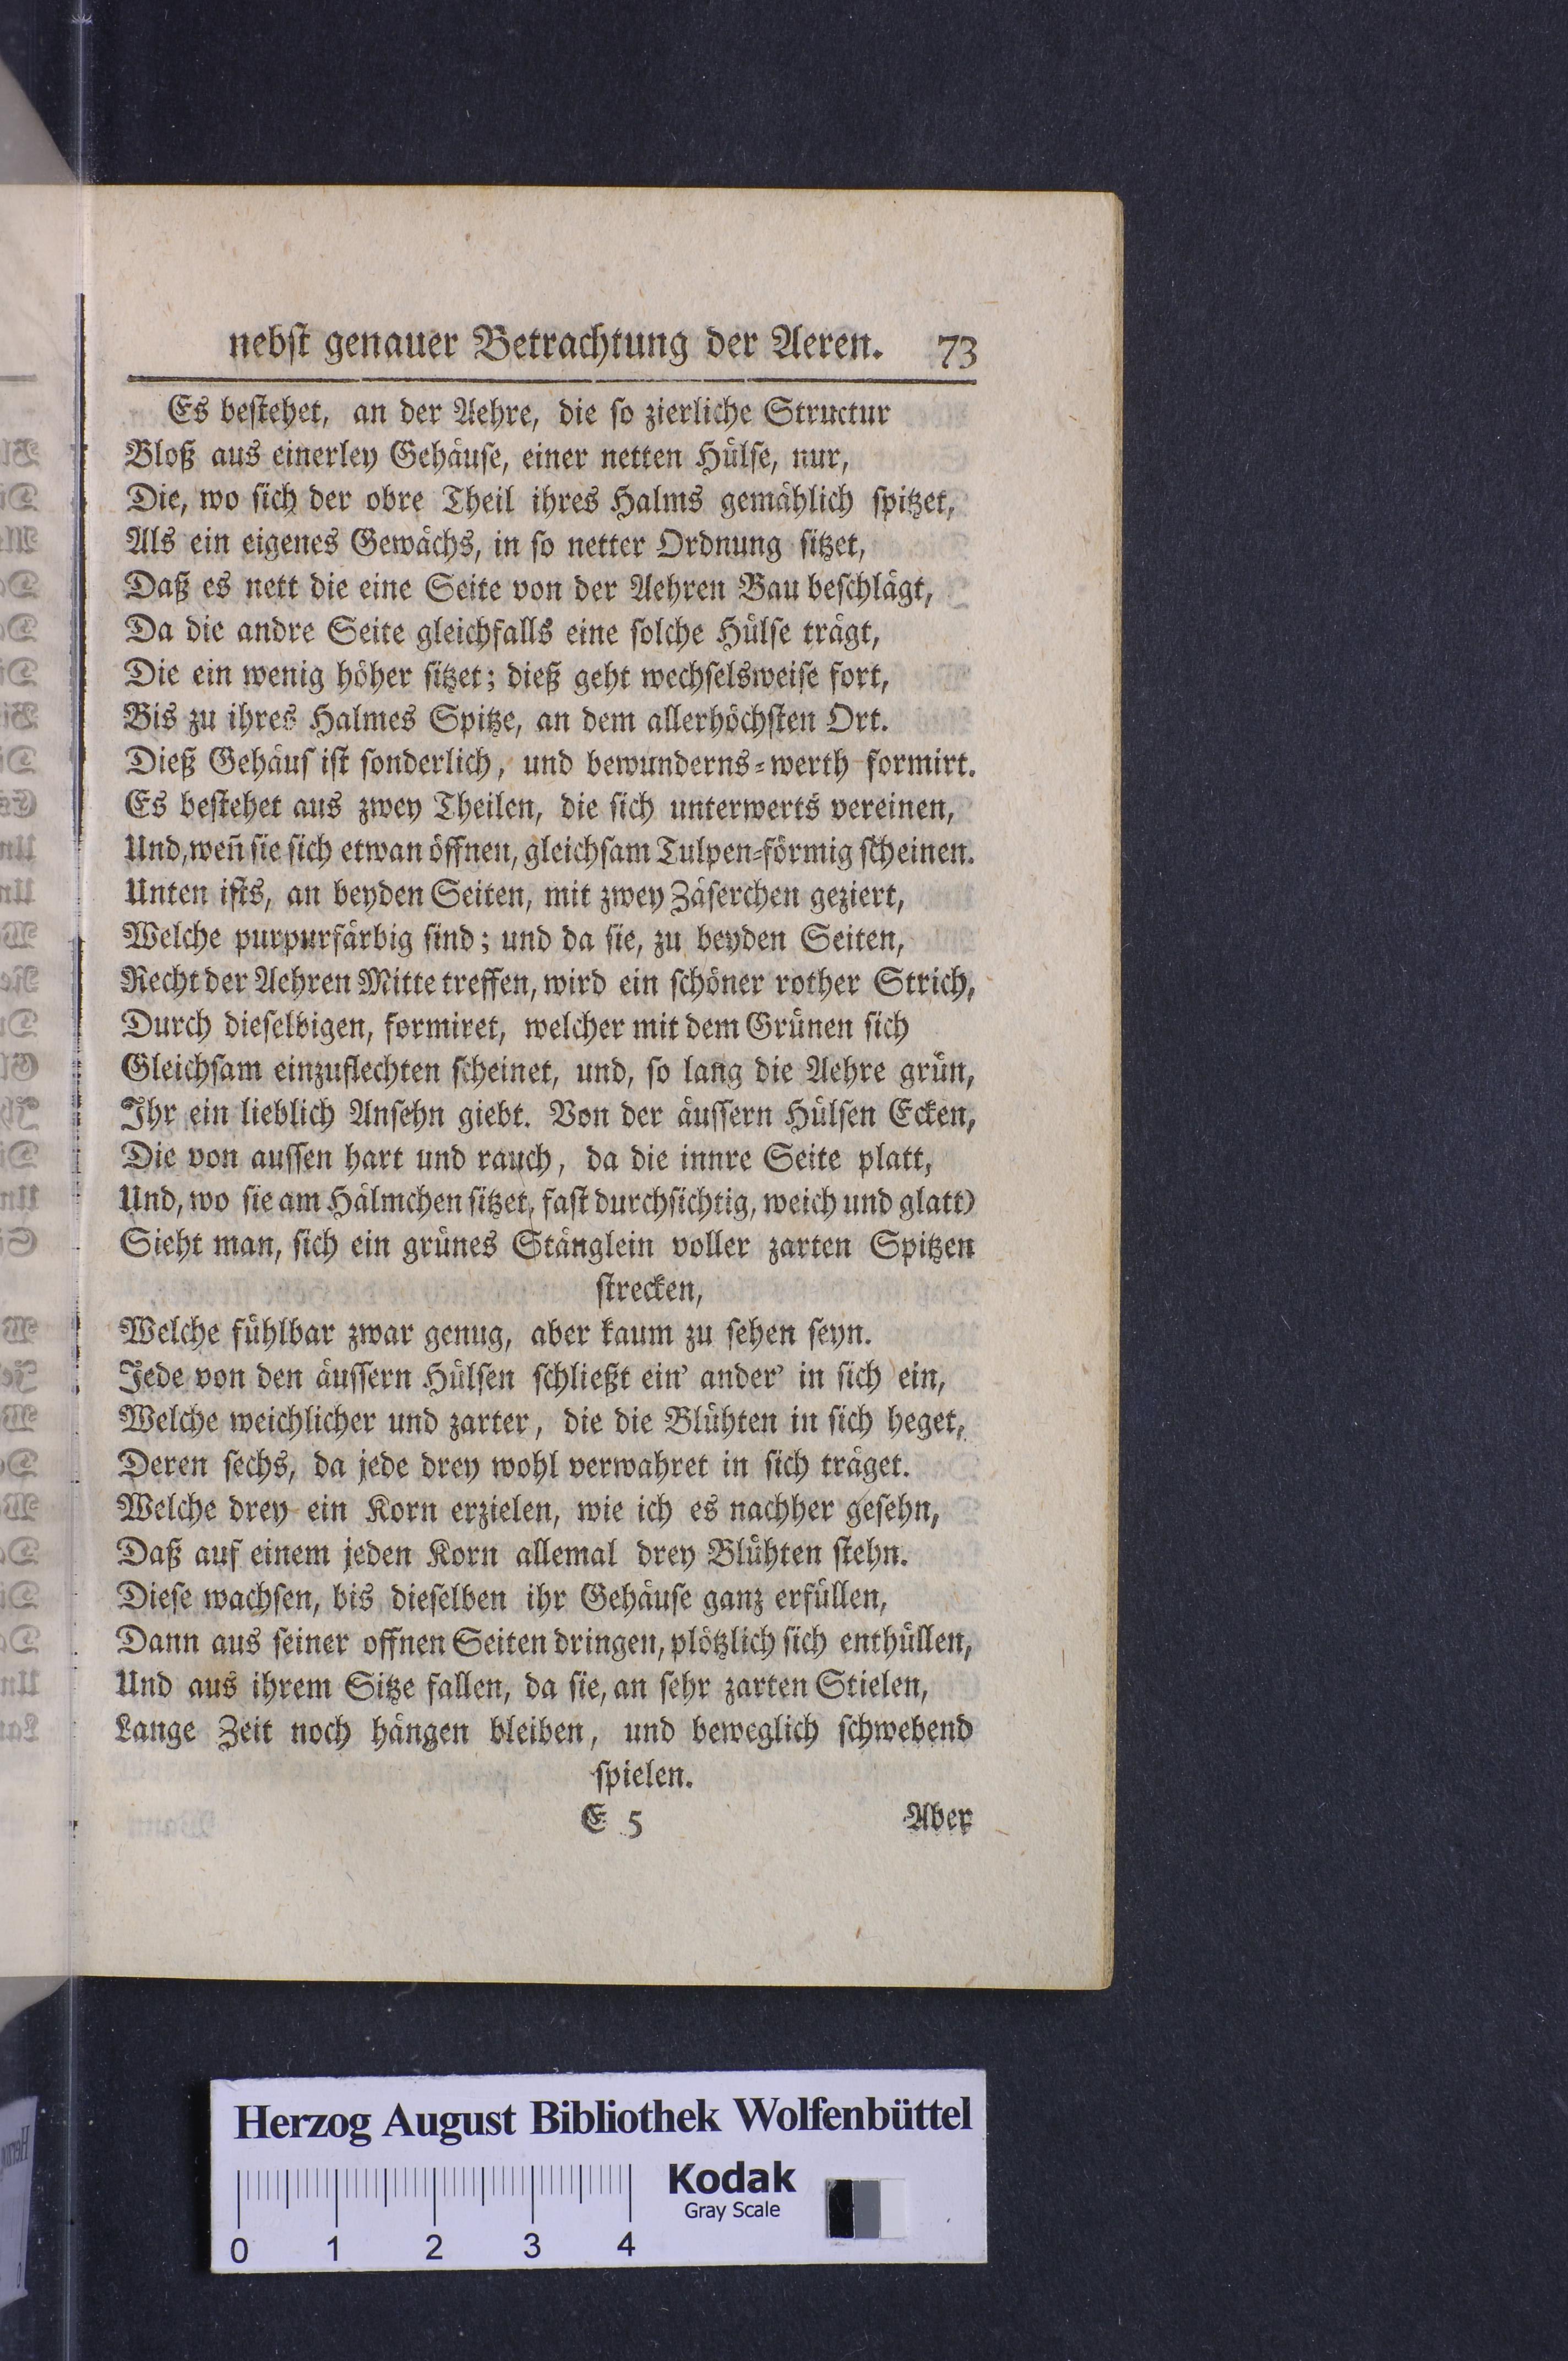 nebſt genauer Betrachtung der Aeren. 73
Es beſtehet, an der Aehre, die ſo zierliche Structur
Bloß aus einerley Gehäuſe, einer netten Hülſe, nur,
Die, wo ſich der obre Theil ihres Halms gemählich ſpitzet,
Als ein eigenes Gewächs, in ſo netter Ordnung ſitzet,
Daß es nett die eine Seite von der Aehren Bau beſchlägt,
Da die andre Seite gleichfalls eine ſolche Hülſe trägt,
Die ein wenig höher ſitzet; dieß geht wechſelsweiſe fort,
Bis zu ihres Halmes Spitze, an dem allerhöchſten Ort.
Dieß Gehäuſ iſt ſonderlich, und bewunderns-werth formirt.
Es beſtehet aus zwey Theilen, die ſich unterwerts vereinen,
Und, weñ ſie ſich etwan öffnen, gleichſam Tulpen-förmig ſcheinen.
Unten iſts, an beyden Seiten, mit zwey Zäſerchen geziert,
Welche purpurfärbig ſind; und da ſie, zu beyden Seiten,
Recht der Aehren Mitte treffen, wird ein ſchöner rother Strich,
Durch dieſelbigen, formiret, welcher mit dem Grünen ſich
Gleichſam einzuflechten ſcheinet, und, ſo lang die Aehre grün,
Ihr ein lieblich Anſehn giebt. Von der äuſſern Hülſen Ecken,
Die von auſſen hart und rauch, da die innre Seite platt,
Und, wo ſie am Hälmchen ſitzet, faſt durchſichtig, weich und glatt)
Sieht man, ſich ein grünes Stänglein voller zarten Spitzen
ſtrecken,
Welche fühlbar zwar genug, aber kaum zu ſehen ſeyn.
Jede von den äuſſern Hülſen ſchließt ein’ ander’ in ſich ein,
Welche weichlicher und zarter, die die Blühten in ſich heget,
Deren ſechs, da jede drey wohl verwahret in ſich träget.
Welche drey ein Korn erzielen, wie ich es nachher geſehn,
Daß auf einem jeden Korn allemal drey Blühten ſtehn.
Dieſe wachſen, bis dieſelben ihr Gehäuſe ganz erfüllen,
Dann aus ſeiner offnen Seiten dringen, plötzlich ſich enthüllen,
Und aus ihrem Sitze fallen, da ſie, an ſehr zarten Stielen,
Lange Zeit noch hängen bleiben, und beweglich ſchwebend
ſpielen.
E 5 Aber
Herzog August Bibliothek Wolfenbüttel
Kodak
Gray Scale
0 1 2 3 4